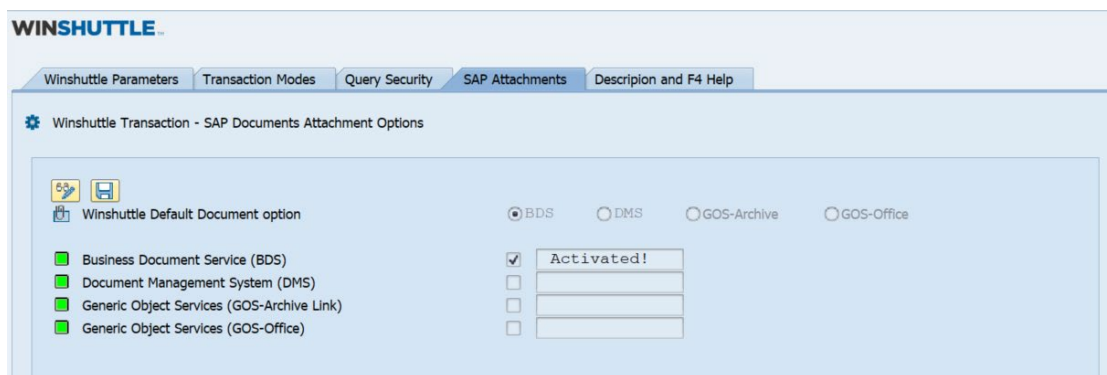 WINSHUTTLE™
Winshuttle Parameters Transaction Modes Query Security SAP Attachments Descripion and F4 Help
Winshuttle Transaction - SAP Documents Attachment Options
Winshuttle Default Document option BDS DMS GOS-Archive GOS-Office
Business Document Service (BDS) Activated!
Document Management System (DMS)
Generic Object Services (GOS-Archive Link)
Generic Object Services (GOS-Office)